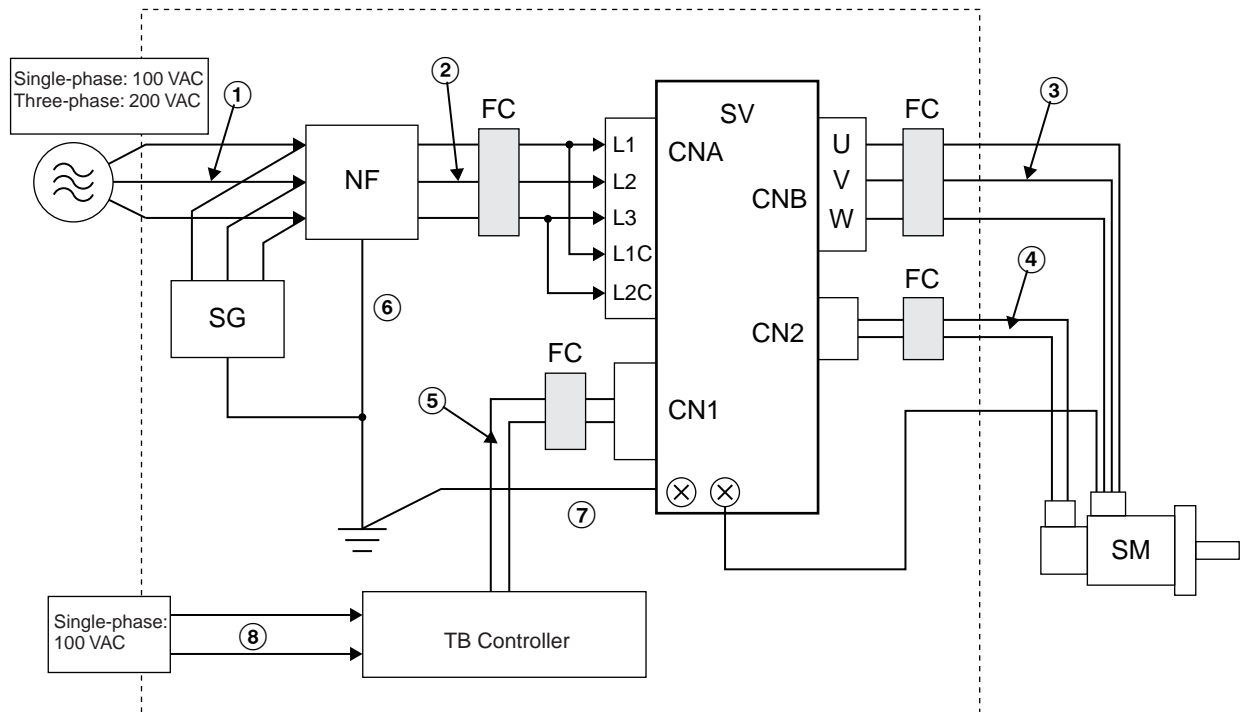 Single-phase: 100 VAC
Three-phase: 200 VAC
①
②
FC
SV
FC
③
NF
L1
L2
L3
L1C
L2C
CNA
CNB
U
V
W
④
SG
⑥
FC
CN2
FC
⑤
CN1
⑦
SM
Single-phase:
100 VAC
⑧
TB Controller